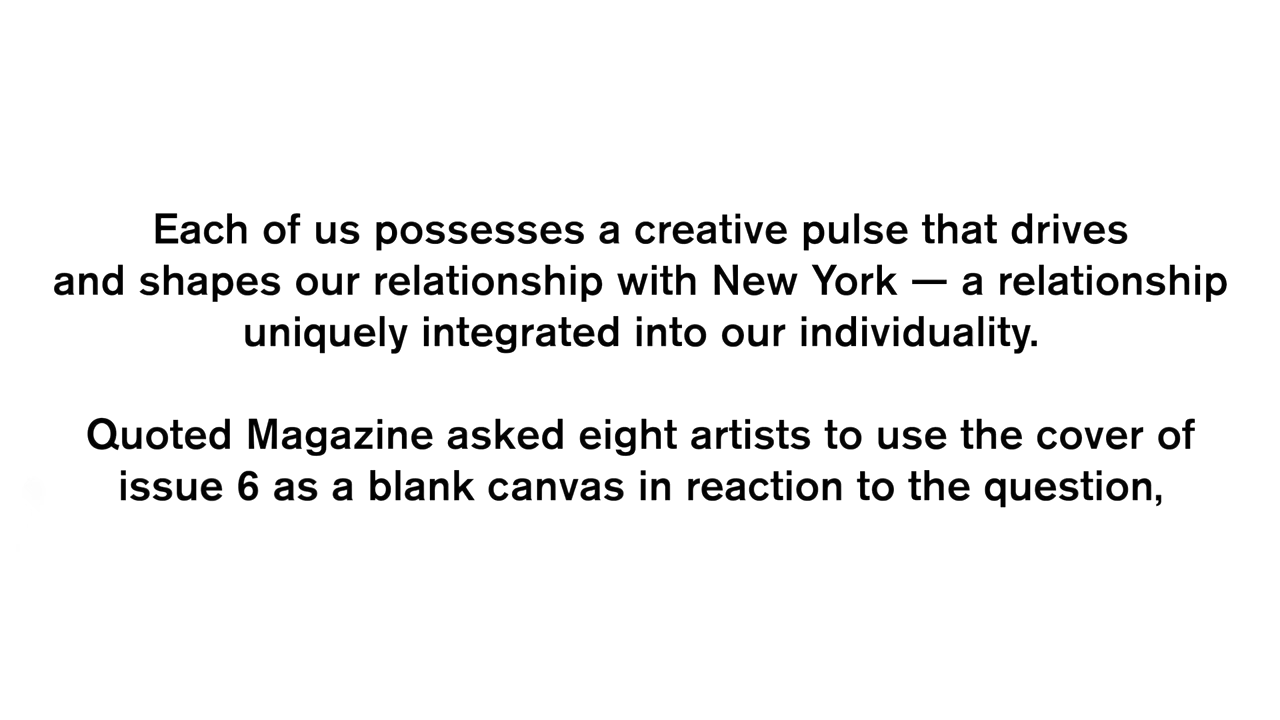 Each of us possesses a creative pulse that drives
and shapes our relationship with New York — a relationship
uniquely integrated into our individuality.
Quoted Magazine asked eight artists to use the cover of
issue 6 as a blank canvas in reaction to the question,